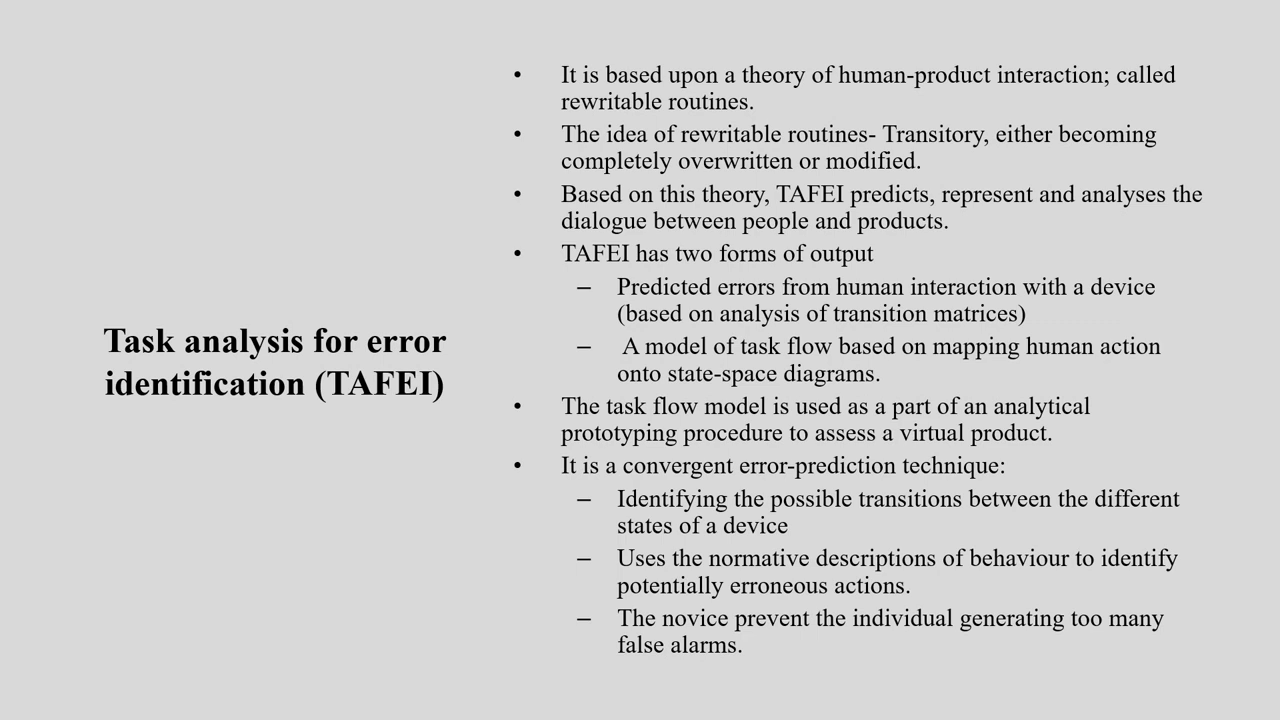 Task analysis for error
identification (TAFEI)
• It is based upon a theory of human-product interaction; called
rewritable routines.
• The idea of rewritable routines- Transitory, either becoming
completely overwritten or modified.
• Based on this theory, TAFEI predicts, represent and analyses the
dialogue between people and products.
• TAFEI has two forms of output
– Predicted errors from human interaction with a device
(based on analysis of transition matrices)
– A model of task flow based on mapping human action
onto state-space diagrams.
• The task flow model is used as a part of an analytical
prototyping procedure to assess a virtual product.
• It is a convergent error-prediction technique:
– Identifying the possible transitions between the different
states of a device
– Uses the normative descriptions of behaviour to identify
potentially erroneous actions.
– The novice prevent the individual generating too many
false alarms.